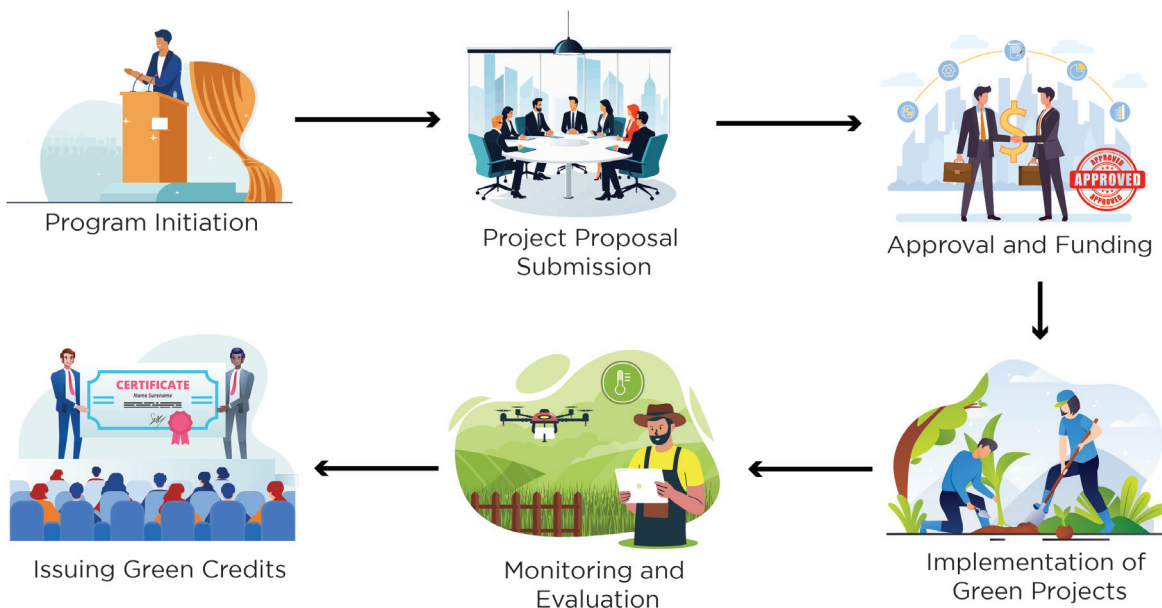 Program Initiation
Project Proposal
Submission
APPROVED
APPROVED
APPROVED
Approval and Funding
Implementation of
Green Projects
Monitoring and
Evaluation
CERTIFICATE
Name Surename
Issuing Green Credits